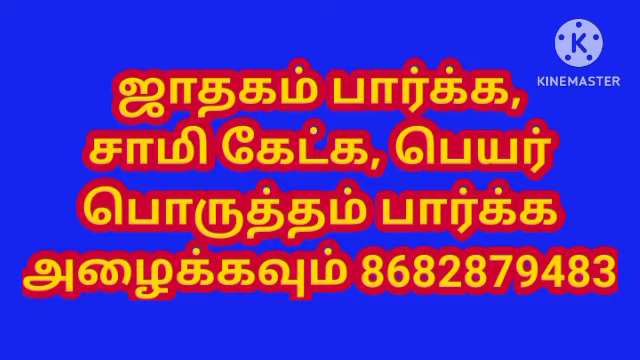 KINEMASTER
ஜாதகம் பார்க்க,
சாமி கேட்க, பெயர்
பொருத்தம் பார்க்க
அழைக்கவும் 8682879483